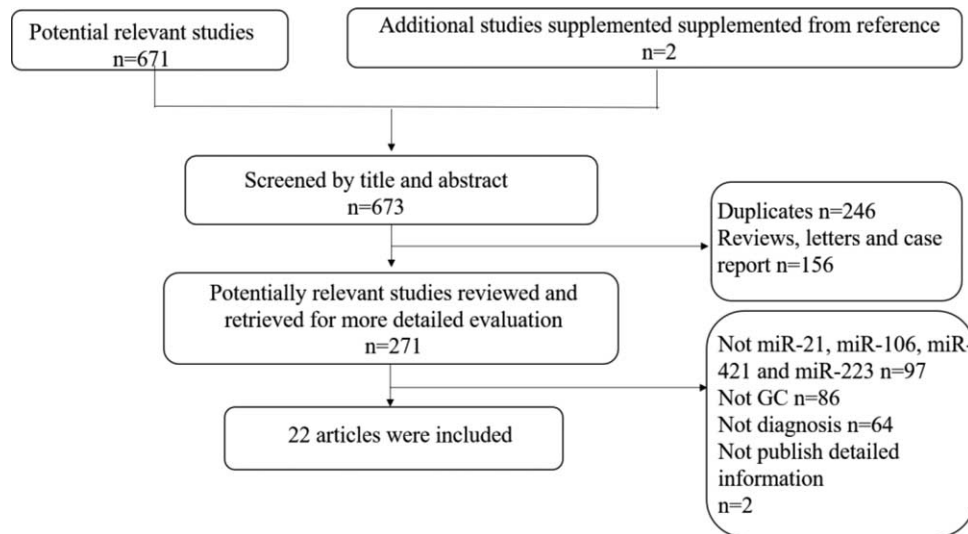 Potential relevant studies
n=671
Additional studies supplemented supplemented from reference
n=2
Screened by title and abstract
n=673
Duplicates n=246
Reviews, letters and case
report n=156
Potentially relevant studies reviewed and
retrieved for more detailed evaluation
n=271
Not miR-21, miR-106, miR-
421 and miR-223 n=97
Not GC n=86
Not diagnosis n=64
Not publish detailed
information
n=2
22 articles were included